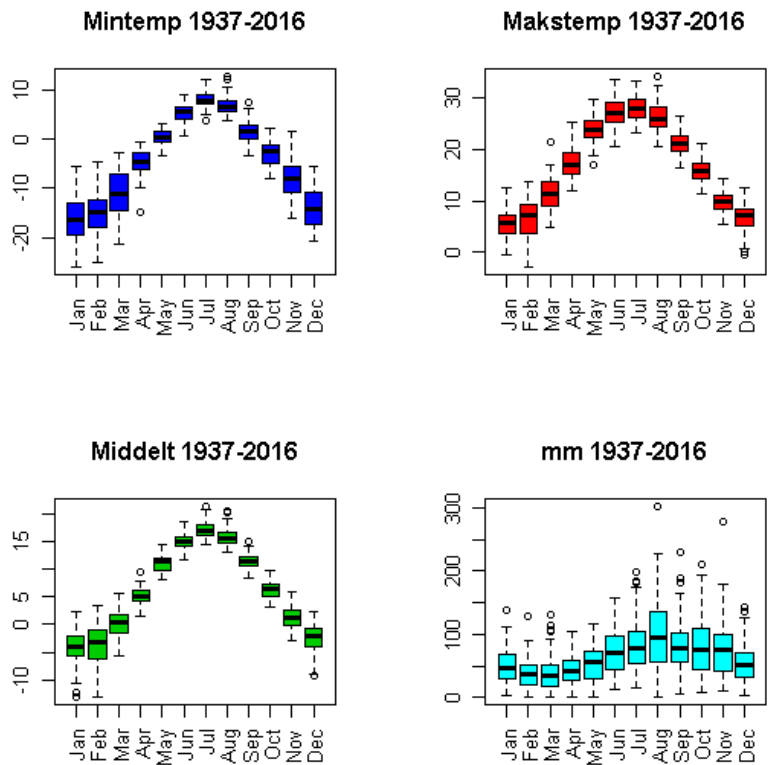 Mintemp 1937-2016
10
0
-10
-20
Jan Feb Mar Apr May Jun Jul Aug Sep Oct Nov Dec
Makstemp 1937-2016
30
20
10
0
Jan Feb Mar Apr May Jun Jul Aug Sep Oct Nov Dec
Middelt 1937-2016
15
5
0
-10
Jan Feb Mar Apr May Jun Jul Aug Sep Oct Nov Dec
mm 1937-2016
300
200
100
0
Jan Feb Mar Apr May Jun Jul Aug Sep Oct Nov Dec